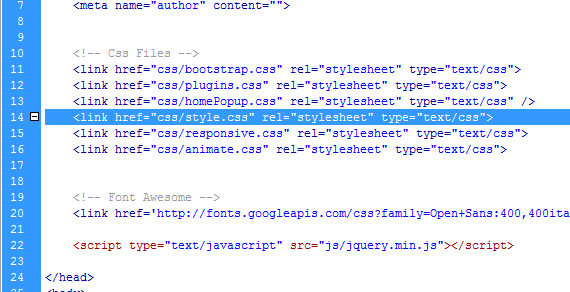 7 <meta name="author" content="">
8
9
10 <!-- Css Files -->
11 <link href="css/bootstrap.css" rel="stylesheet" type="text/css">
12 <link href="css/plugins.css" rel="stylesheet" type="text/css">
13 <link href="css/homePopup.css" rel="stylesheet" type="text/css" />
14 <link href="css/style.css" rel="stylesheet" type="text/css">
15 <link href="css/responsive.css" rel="stylesheet" type="text/css">
16 <link href="css/animate.css" rel="stylesheet" type="text/css">
17
18
19 <!-- Font Awesome -->
20 <link href='http://fonts.googleapis.com/css?family=Open+Sans:400,400ita
21
22 <script type="text/javascript" src="js/jquery.min.js"></script>
23
24 </head>
25 <body>